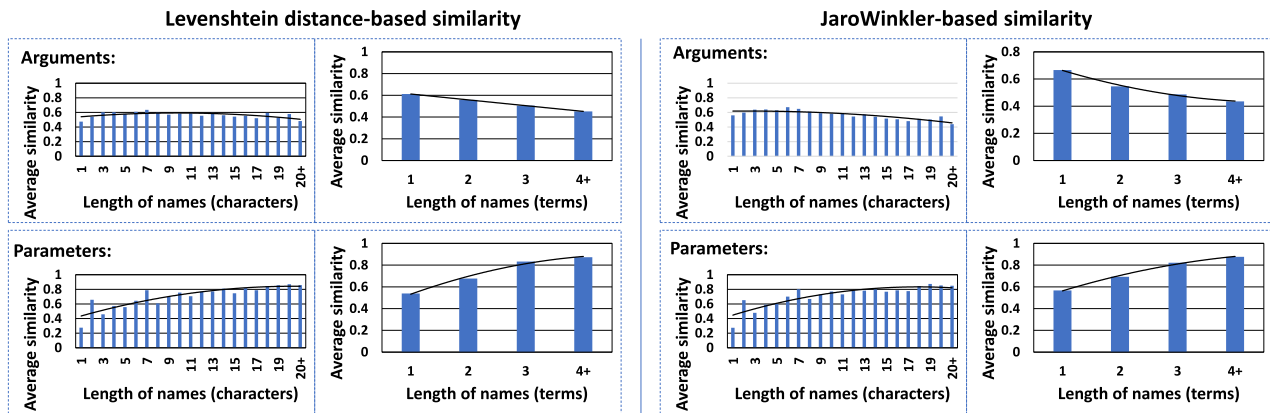 Levenshtein distance-based similarity
JaroWinkler-based similarity
Arguments:
Average similarity
1
0.8
0.6
0.4
0.2
0
1 3 5 7 9 11 13 15 17 19 20+
Length of names (characters)
Average similarity
1
0.8
0.6
0.4
0.2
0
1 2 3 4+
Length of names (terms)
Arguments:
Average similarity
1
0.8
0.6
0.4
0.2
0
1 3 5 7 9 11 13 15 17 19 20+
Length of names (characters)
Average similarity
0.8
0.6
0.4
0.2
0
1 2 3 4+
Length of names (terms)
Parameters:
Average similarity
1
0.8
0.6
0.4
0.2
0
1 3 5 7 9 11 13 15 17 19 20+
Length of names (characters)
Average similarity
1
0.8
0.6
0.4
0.2
0
1 2 3 4+
Length of names (terms)
Parameters:
Average similarity
1
0.8
0.6
0.4
0.2
0
1 3 5 7 9 11 13 15 17 19 20+
Length of names (characters)
Average similarity
1
0.8
0.6
0.4
0.2
0
1 2 3 4+
Length of names (terms)